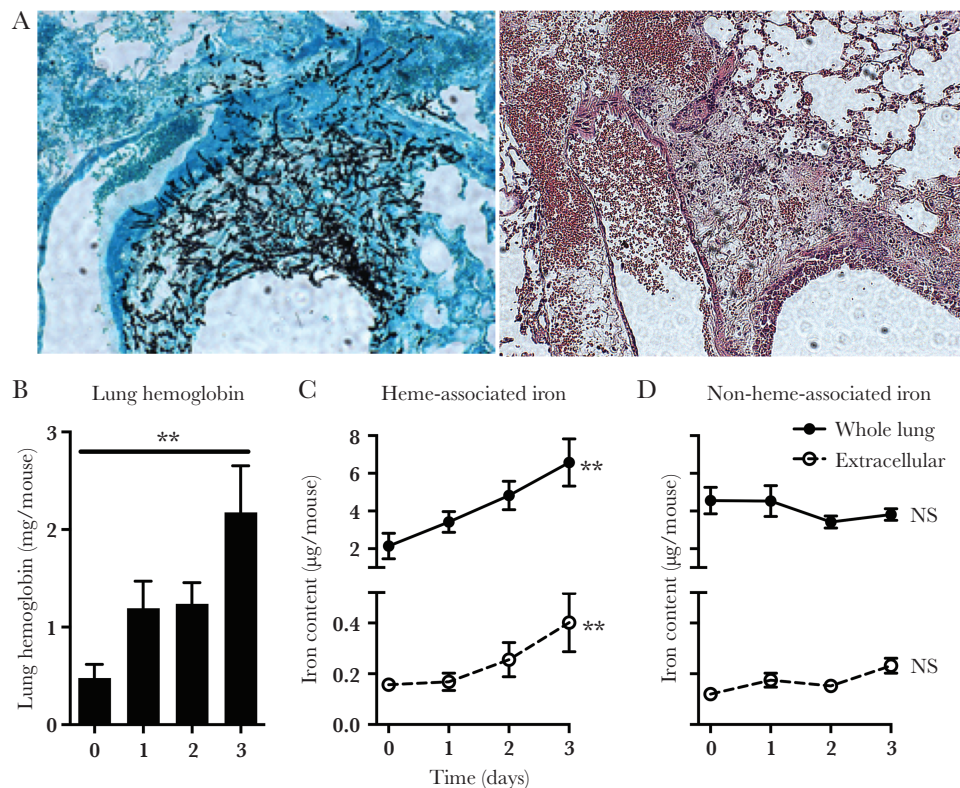 A
B Lung hemoglobin
Lung hemoglobin (mg/mouse)
3
2
1
0
**
0 1 2 3
C Heme-associated iron
Iron content (µg/mouse)
8
6
4
2
0.4
0.2
0.0
**
**
0 1 2 3
Time (days)
D Non-heme-associated iron
Whole lung
Extracellular
Iron content (µg/mouse)
NS
NS
0 1 2 3